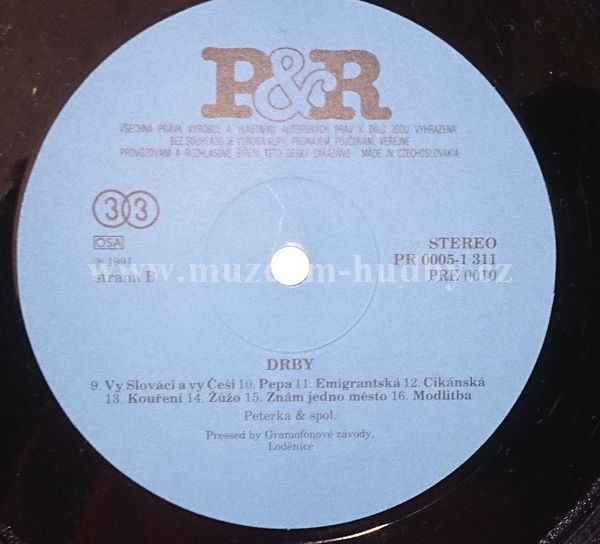 P&R
VŠECHNA PRÁVA VÝROBCE A VLASTNÍKŮ AUTORSKÝCH PRÁV K DÍLU JSOU VYHRAZENA.
BEZ SOUHLASU JE VÝROBA KOPIÍ, PRONÁJEM, PŮJČOVÁNÍ, VEŘEJNÉ
PROVOZOVÁNÍ A ROZHLASOVÉ ŠÍŘENÍ TÉTO DESKY ZAKÁZÁNO - MADE IN CZECHOSLOVAKIA
33
OSA
STEREO
℗ 1991
PR 0005-1 311
strana B
PRE 0010
www.muzeum-hudby.cz
DRBY
9. Vy Slováci a vy Češi 10. Pepa 11. Emigrantská 12. Cikánská
13. Kouření 14. Žůžo 15. Znám jedno město 16. Modlitba
Peterka & spol.
Pressed by Gramofonové závody,
Loděnice